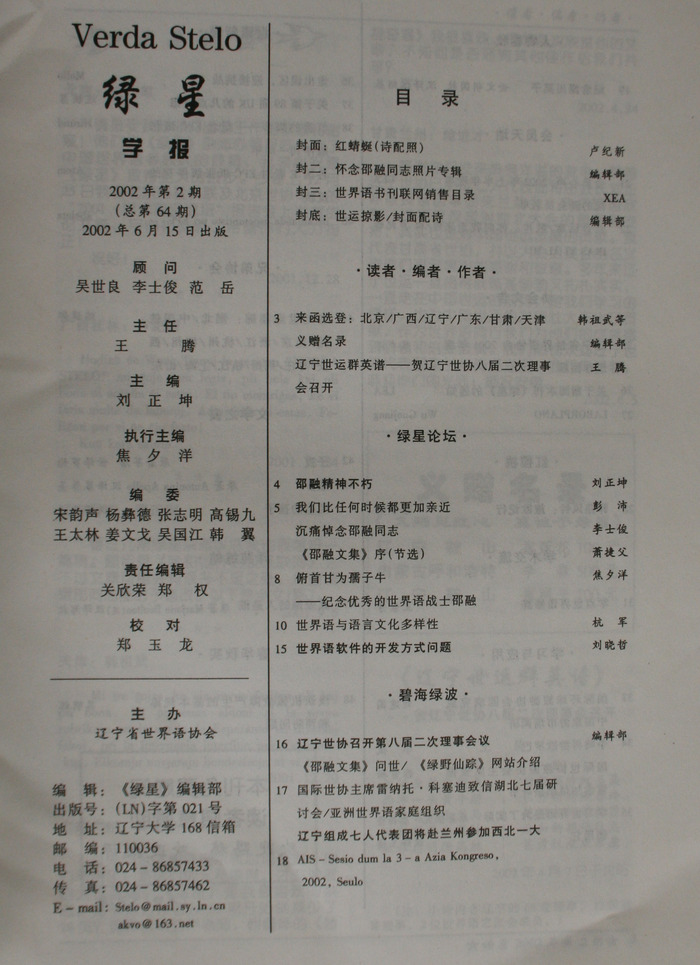 Verda Stelo
绿星
学报
2002年第2期
(总第64期)
2002年6月15日出版
顾问
吴世良 李士俊 范岳
主任
王腾
主编
刘正坤
执行主编
焦夕洋
编委
宋韵声 杨彝德 张志明 高锡九
王太林 姜文戈 吴国江 韩翼
责任编辑
关欣荣 郑权
校对
郑玉龙
主办
辽宁省世界语协会
编辑：《绿星》编辑部
出版号：(LN)字第021号
地址：辽宁大学168信箱
邮编：110036
电话：024-86857433
传真：024-86857462
E-mail：Stelo@mail.sy.ln.cn
akvo@163.net
目录
封面：红蜻蜓(诗配照) 卢纪新
封二：怀念邵融同志照片专辑 编辑部
封三：世界语书刊联网销售目录 XEA
封底：世运掠影/封面配诗 编辑部
·读者·编者·作者·
3 来函选登：北京/广西/辽宁/广东/甘肃/天津 韩祖武等
义赠名录 编辑部
辽宁世运群英谱——贺辽宁世协八届二次理事 王腾
会召开
·绿星论坛·
4 邵融精神不朽 刘正坤
5 我们比任何时候都更加亲近 彭沛
沉痛悼念邵融同志 李士俊
《邵融文集》序(节选) 萧捷父
8 俯首甘为孺子牛 焦夕洋
——纪念优秀的世界语战士邵融
10 世界语与语言文化多样性 杭军
15 世界语软件的开发方式问题 刘晓哲
·碧海绿波·
16 辽宁世协召开第八届二次理事会议 编辑部
《邵融文集》问世/《绿野仙踪》网站介绍
17 国际世协主席雷纳托·科塞迪致信湖北七届研
讨会/亚洲世界语家庭组织
辽宁组成七人代表团将赴兰州参加西北一大
18 AIS-Sesio dum la 3-a Azia Kongreso,
2002, Seulo